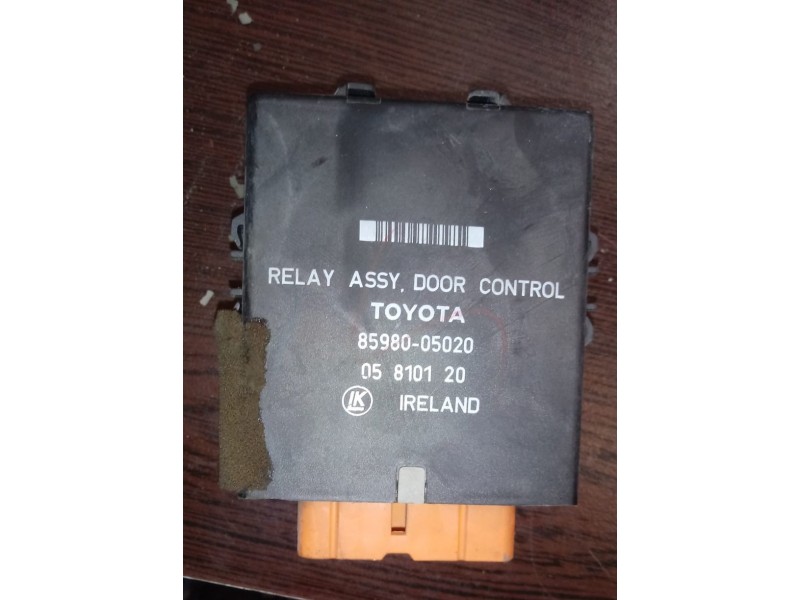 RELAY ASSY, DOOR CONTROL
TOYOTA
85980-05020
05 8101 20
LK IRELAND